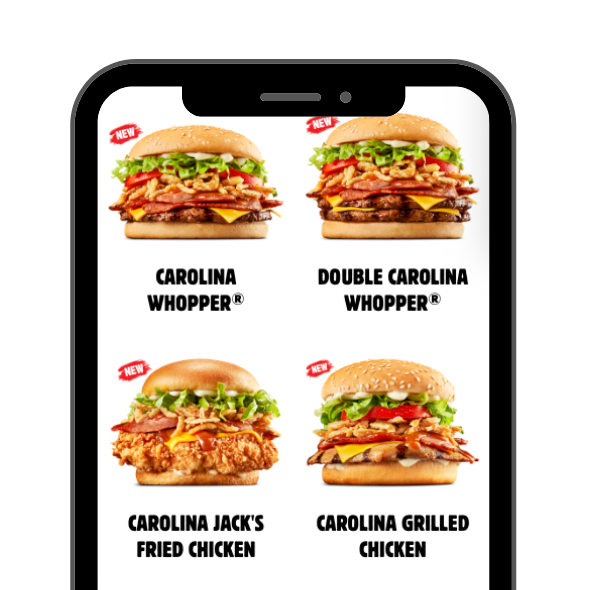 NEW
NEW
CAROLINA
WHOPPER®
DOUBLE CAROLINA
WHOPPER®
NEW
NEW
CAROLINA JACK'S
FRIED CHICKEN
CAROLINA GRILLED
CHICKEN